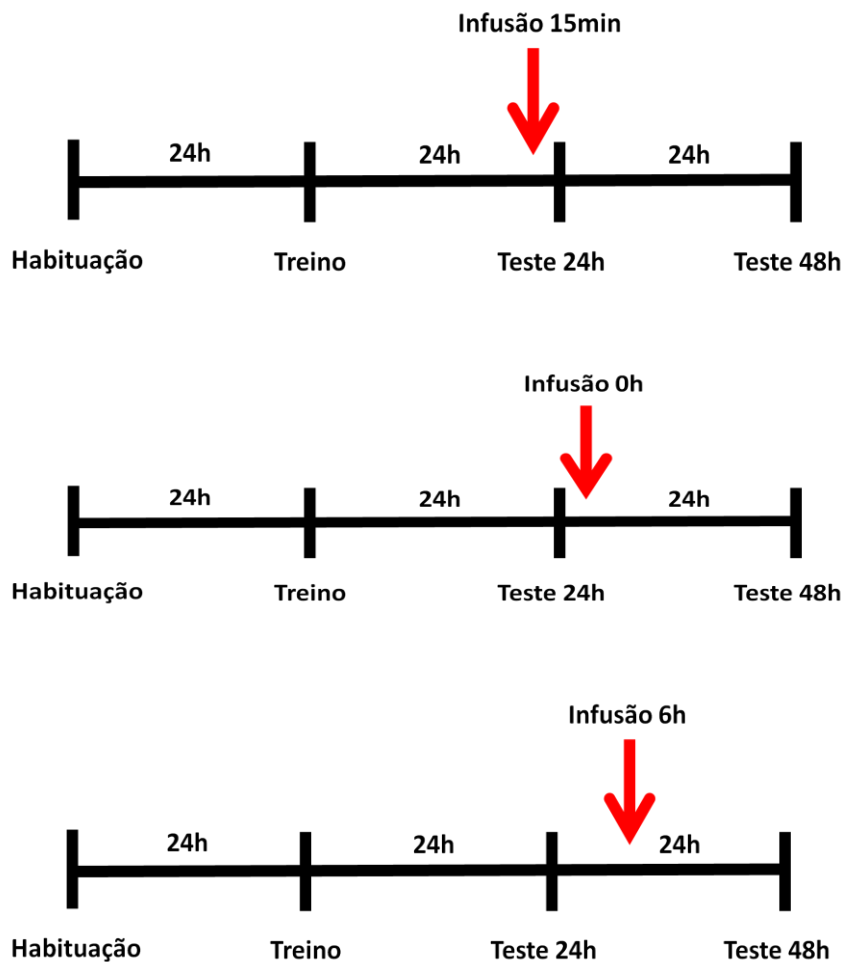 Infusão 15min
24h 24h 24h
Habituação Treino Teste 24h Teste 48h
Infusão 0h
24h 24h 24h
Habituação Treino Teste 24h Teste 48h
Infusão 6h
24h 24h 24h
Habituação Treino Teste 24h Teste 48h